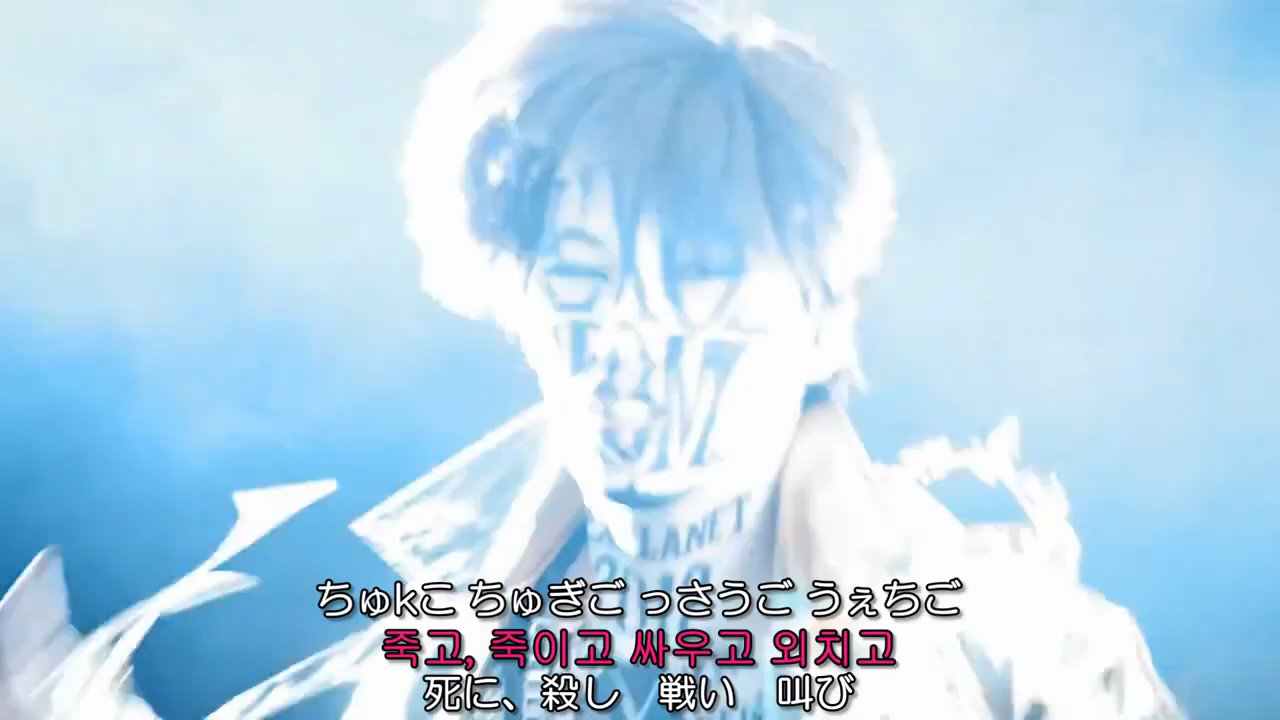 LANET
ちゅkこ ちゅぎご っさうご うぇちご
죽고, 죽이고 싸우고 외치고
死に、殺し 戦い 叫び